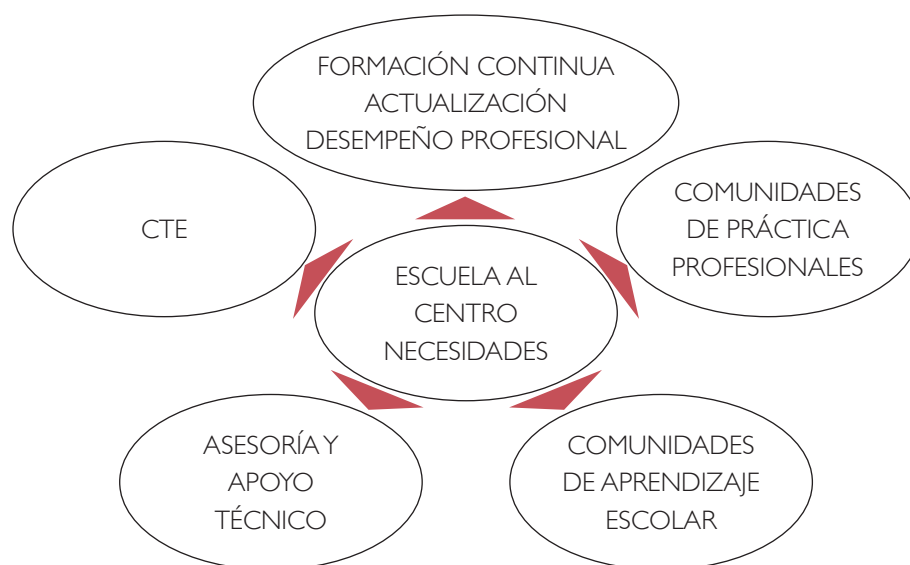 FORMACIÓN CONTINUA
ACTUALIZACIÓN
DESEMPEÑO PROFESIONAL
CTE
COMUNIDADES
DE PRÁCTICA
PROFESIONALES
ESCUELA AL
CENTRO
NECESIDADES
ASESORÍA Y
APOYO
TÉCNICO
COMUNIDADES
DE APRENDIZAJE
ESCOLAR